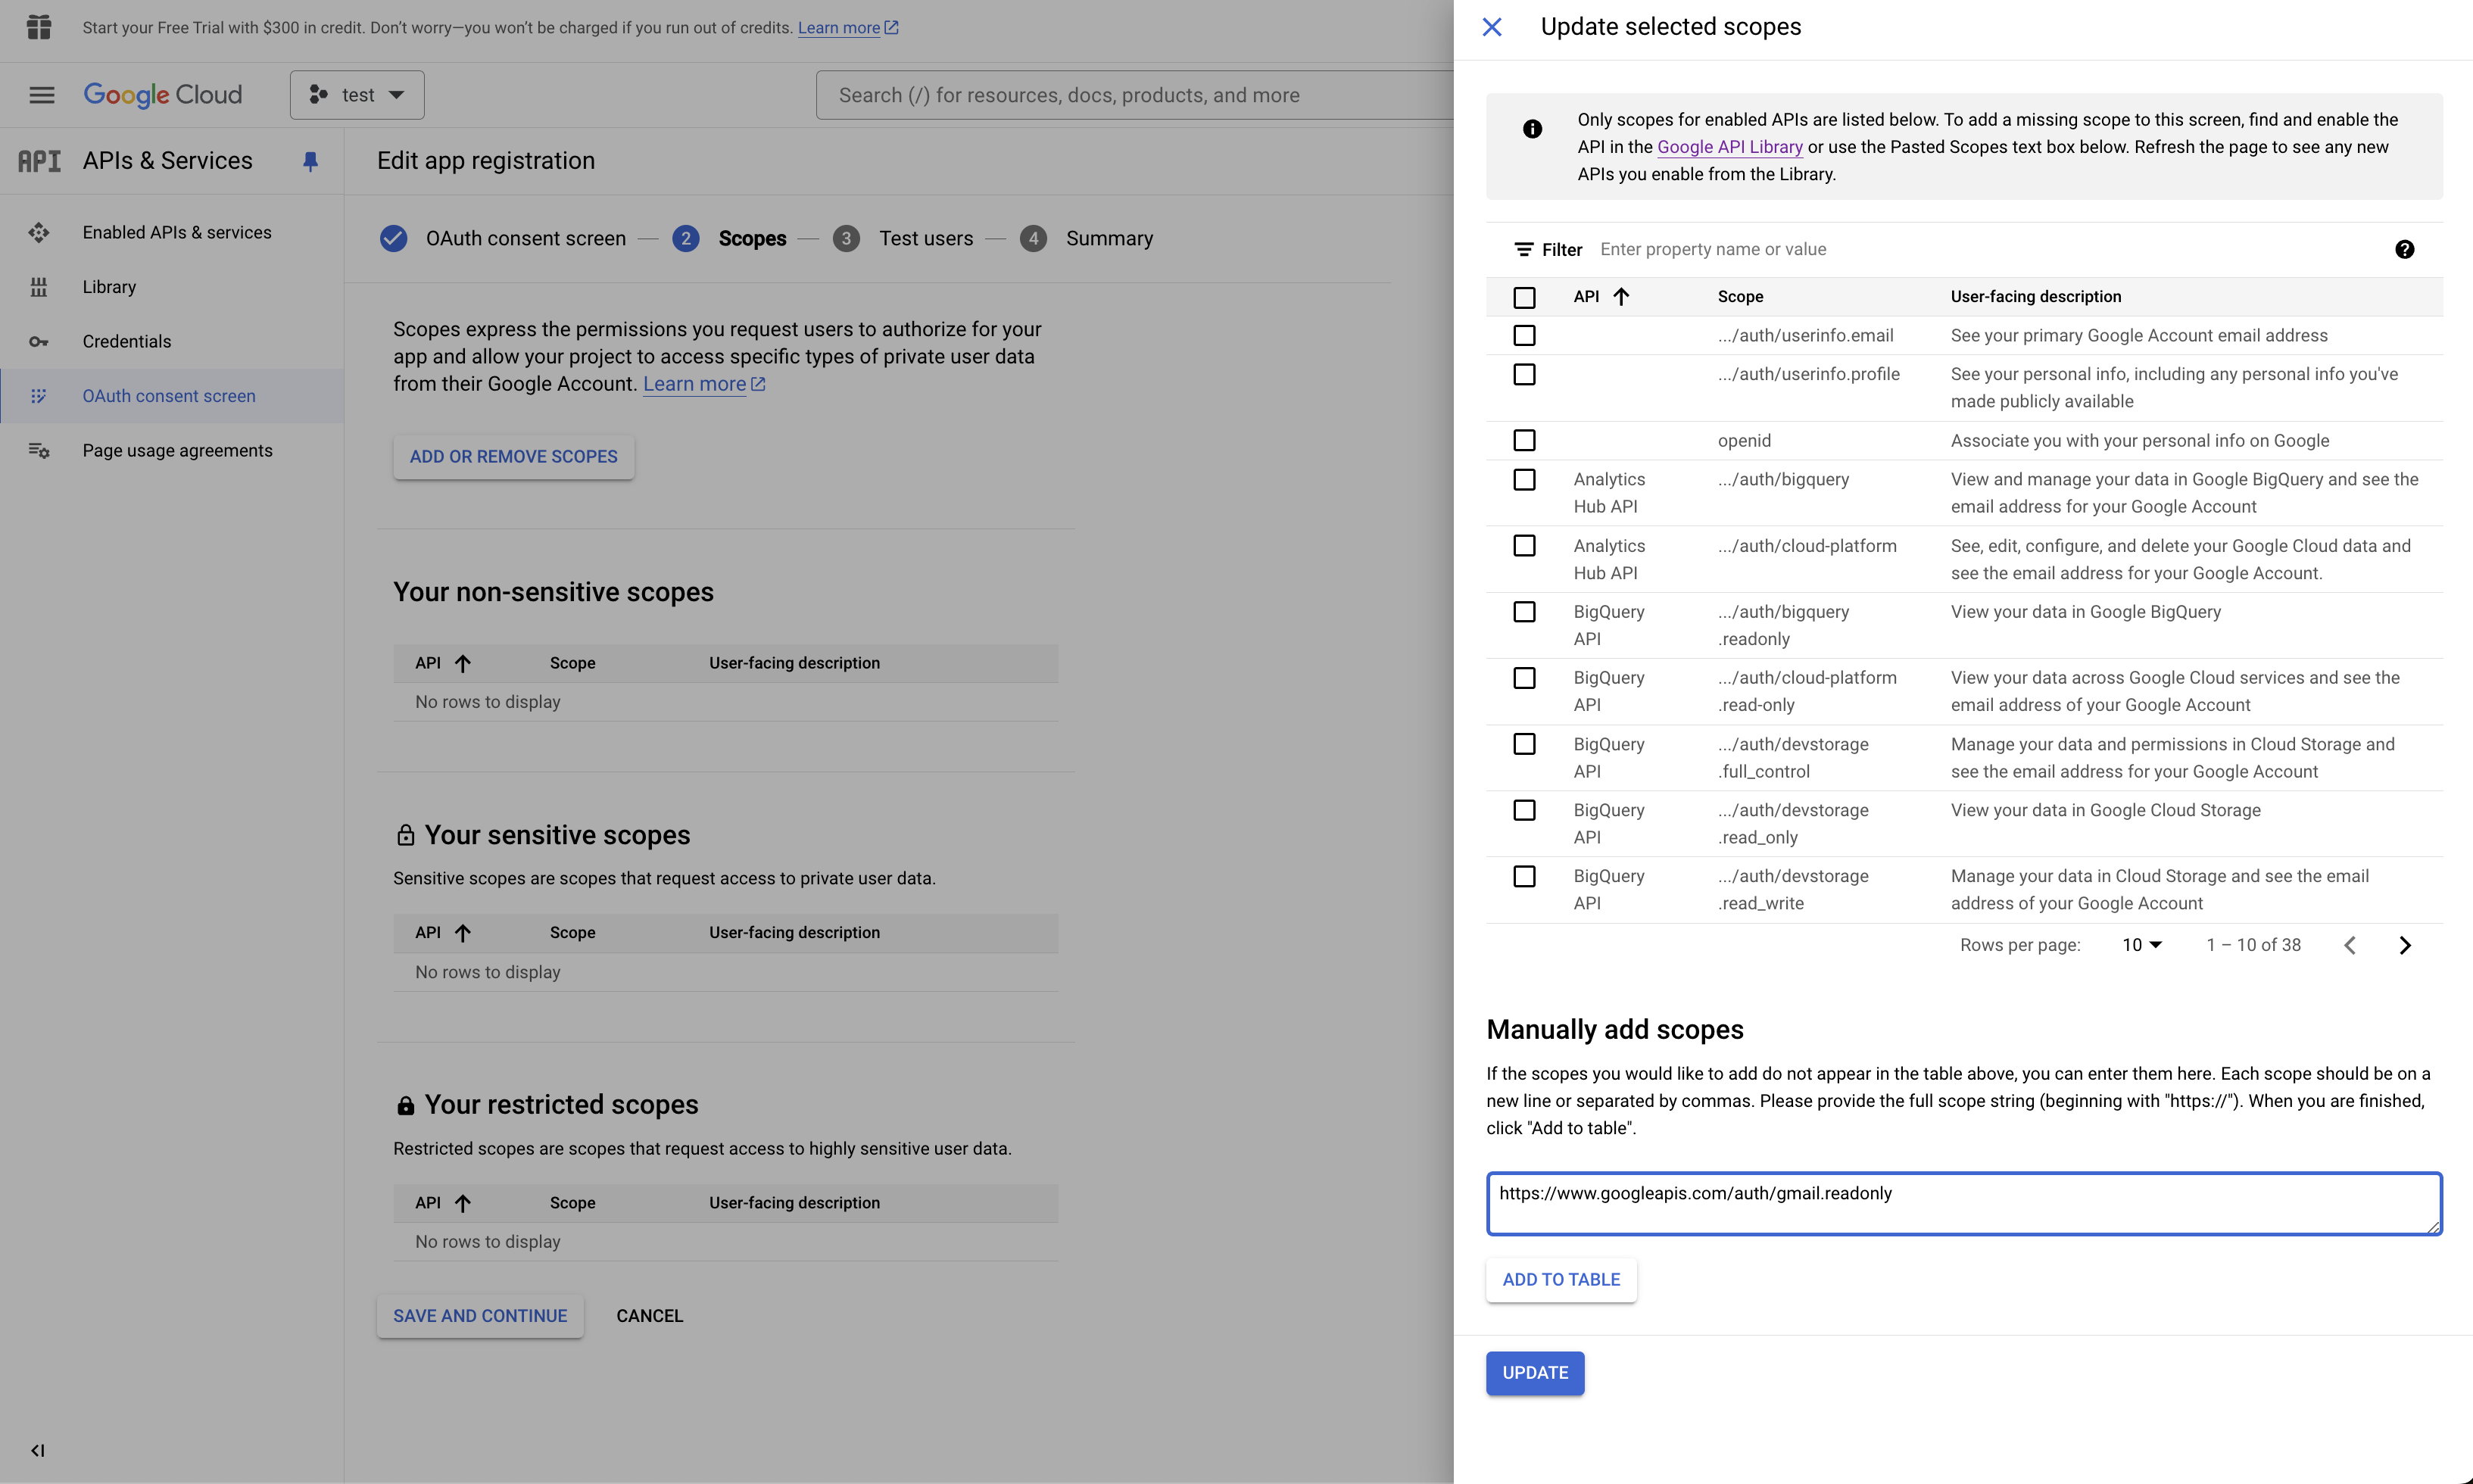 Start your Free Trial with $300 in credit. Don't worry—you won't be charged if you run out of credits. Learn more
Google Cloud
test
Search (/) for resources, docs, products, and more
API APIs & Services
Enabled APIs & services
Library
Credentials
OAuth consent screen
Page usage agreements
Edit app registration
OAuth consent screen — 2 Scopes — 3 Test users — 4 Summary
Scopes express the permissions you request users to authorize for your
app and allow your project to access specific types of private user data
from their Google Account. Learn more
ADD OR REMOVE SCOPES
Your non-sensitive scopes
API Scope User-facing description
No rows to display
Your sensitive scopes
Sensitive scopes are scopes that request access to private user data.
API Scope User-facing description
No rows to display
Your restricted scopes
Restricted scopes are scopes that request access to highly sensitive user data.
API Scope User-facing description
No rows to display
SAVE AND CONTINUE CANCEL
Update selected scopes
Only scopes for enabled APIs are listed below. To add a missing scope to this screen, find and enable the
API in the Google API Library or use the Pasted Scopes text box below. Refresh the page to see any new
APIs you enable from the Library.
Filter Enter property name or value
API Scope User-facing description
.../auth/userinfo.email See your primary Google Account email address
.../auth/userinfo.profile See your personal info, including any personal info you've
made publicly available
openid Associate you with your personal info on Google
Analytics .../auth/bigquery View and manage your data in Google BigQuery and see the
Hub API email address for your Google Account
Analytics .../auth/cloud-platform See, edit, configure, and delete your Google Cloud data and
Hub API see the email address for your Google Account.
BigQuery .../auth/bigquery View your data in Google BigQuery
API .readonly
BigQuery .../auth/cloud-platform View your data across Google Cloud services and see the
API .read-only email address of your Google Account
BigQuery .../auth/devstorage Manage your data and permissions in Cloud Storage and
API .full_control see the email address for your Google Account
BigQuery .../auth/devstorage View your data in Google Cloud Storage
API .read_only
BigQuery .../auth/devstorage Manage your data in Cloud Storage and see the email
API .read_write address of your Google Account
Rows per page: 10 1 – 10 of 38
Manually add scopes
If the scopes you would like to add do not appear in the table above, you can enter them here. Each scope should be on a
new line or separated by commas. Please provide the full scope string (beginning with "https://"). When you are finished,
click "Add to table".
https://www.googleapis.com/auth/gmail.readonly
ADD TO TABLE
UPDATE